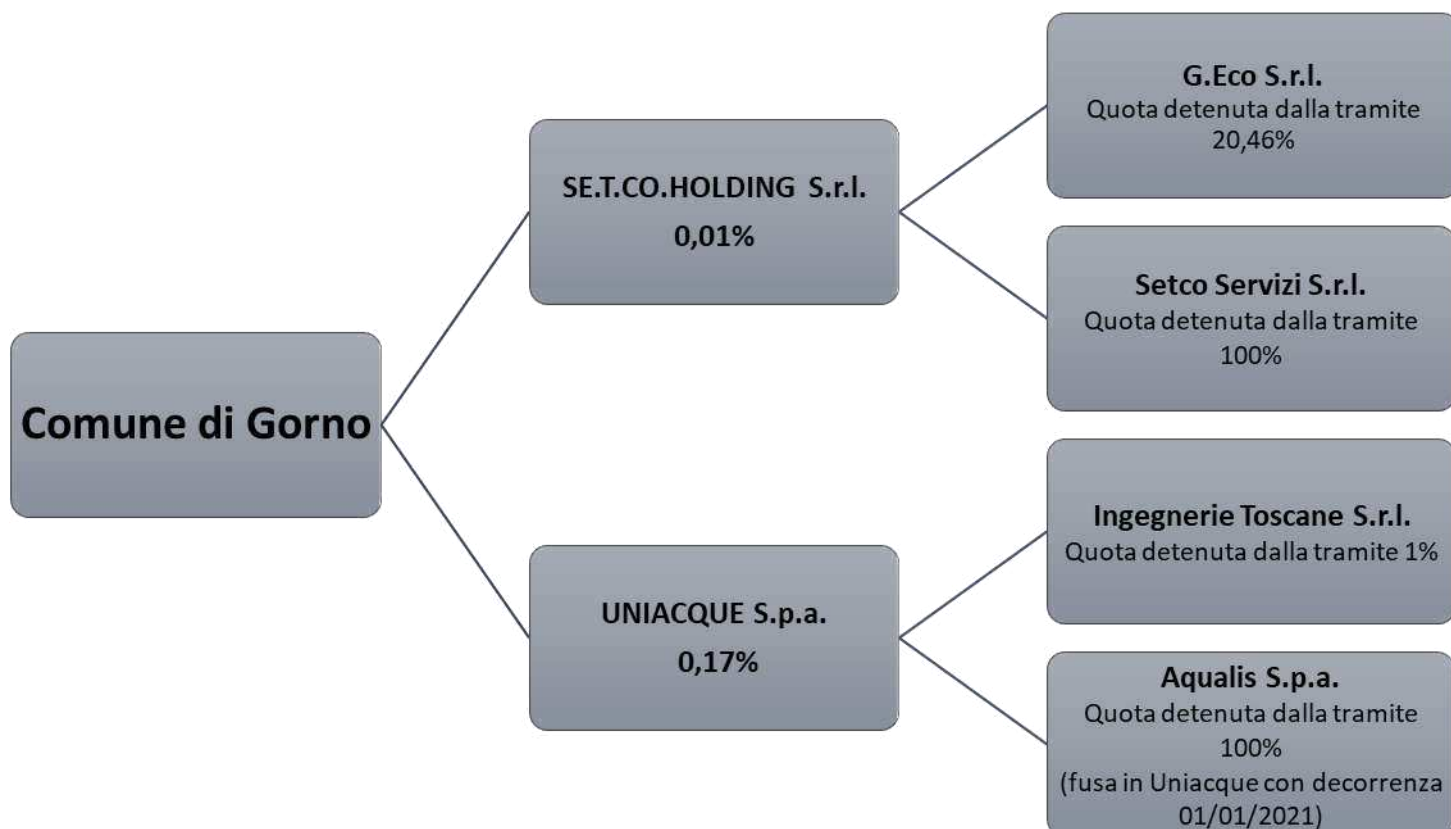 Comune di Gorno
SE.T.CO.HOLDING S.r.l.
0,01%
UNIACQUE S.p.a.
0,17%
G.Eco S.r.l.
Quota detenuta dalla tramite
20,46%
Setco Servizi S.r.l.
Quota detenuta dalla tramite
100%
Ingegnerie Toscane S.r.l.
Quota detenuta dalla tramite 1%
Aqualis S.p.a.
Quota detenuta dalla tramite
100%
(fusa in Uniacque con decorrenza
01/01/2021)